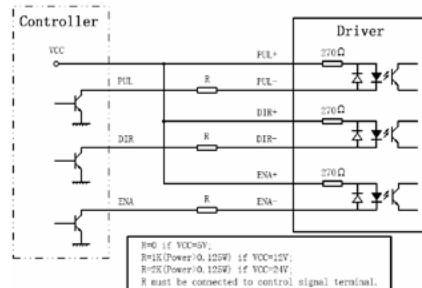 Controller
Driver
VCC
PUL+
270Ω
PUL
R
PUL-
DIR+
270Ω
DIR
R
DIR-
ENA+
270Ω
ENA
R
ENA-
R=0 if VCC=5V;
R=1K(Power)0.125W) if VCC=12V;
R=2K(Power)0.125W) if VCC=24V;
R must be connected to control signal terminal.